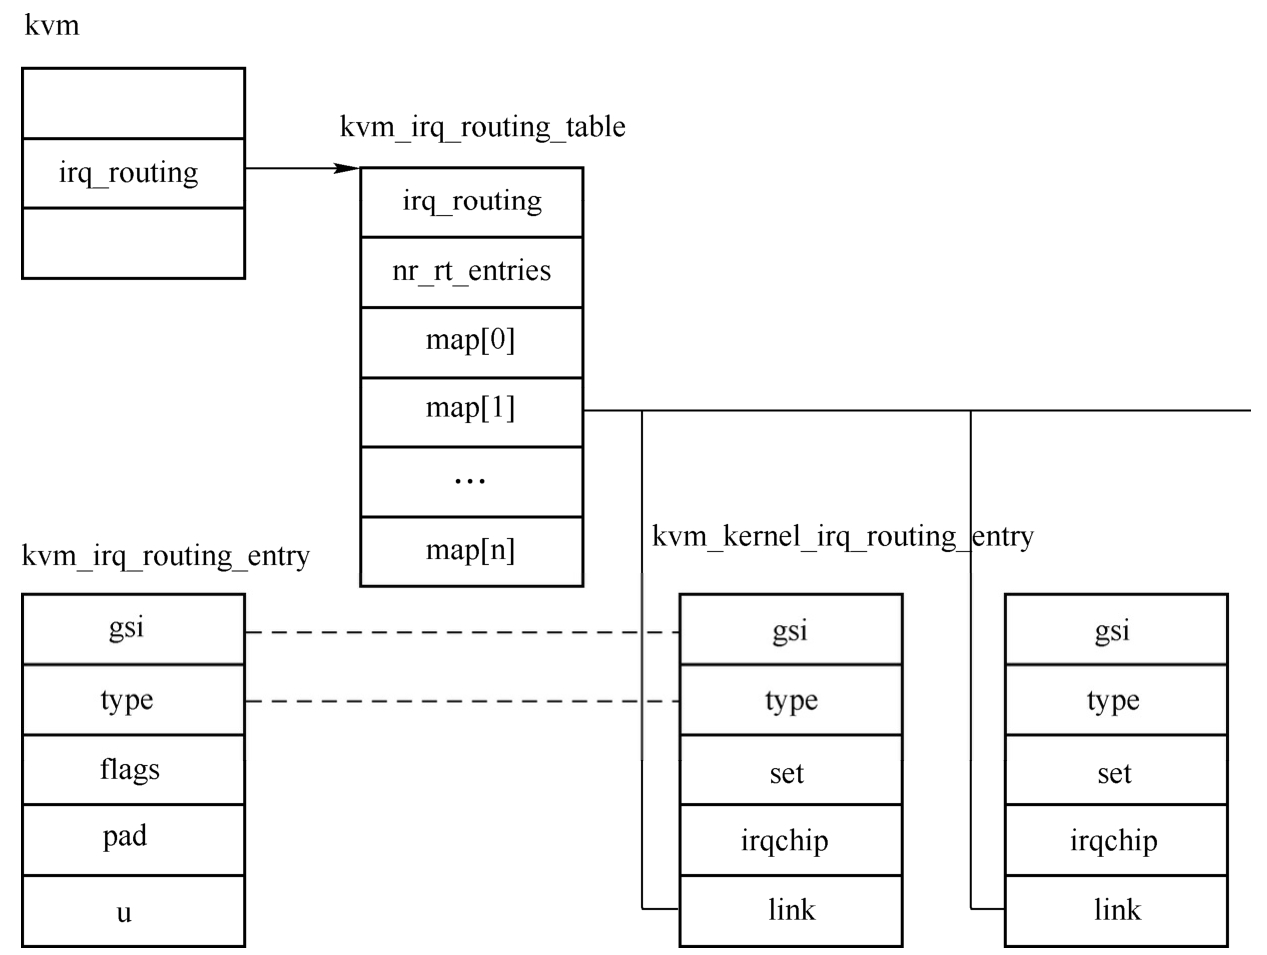 kvm
irq_routing
kvm_irq_routing_table
irq_routing
nr_rt_entries
map[0]
map[1]
...
map[n]
kvm_irq_routing_entry
gsi
type
flags
pad
u
kvm_kernel_irq_routing_entry
gsi
type
set
irqchip
link
gsi
type
set
irqchip
link